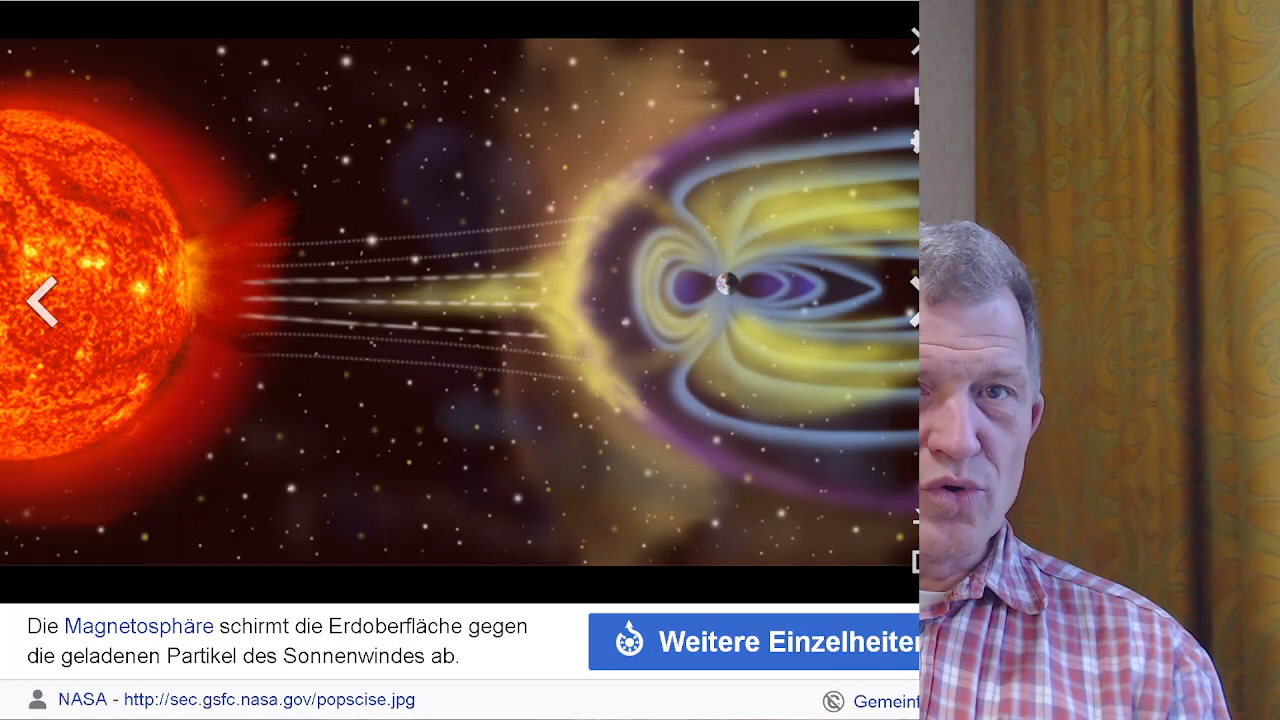 Die Magnetosphäre schirmt die Erdoberfläche gegen
die geladenen Partikel des Sonnenwindes ab.
Weitere Einzelheiten
NASA - http://sec.gsfc.nasa.gov/popscise.jpg
Gemeinf